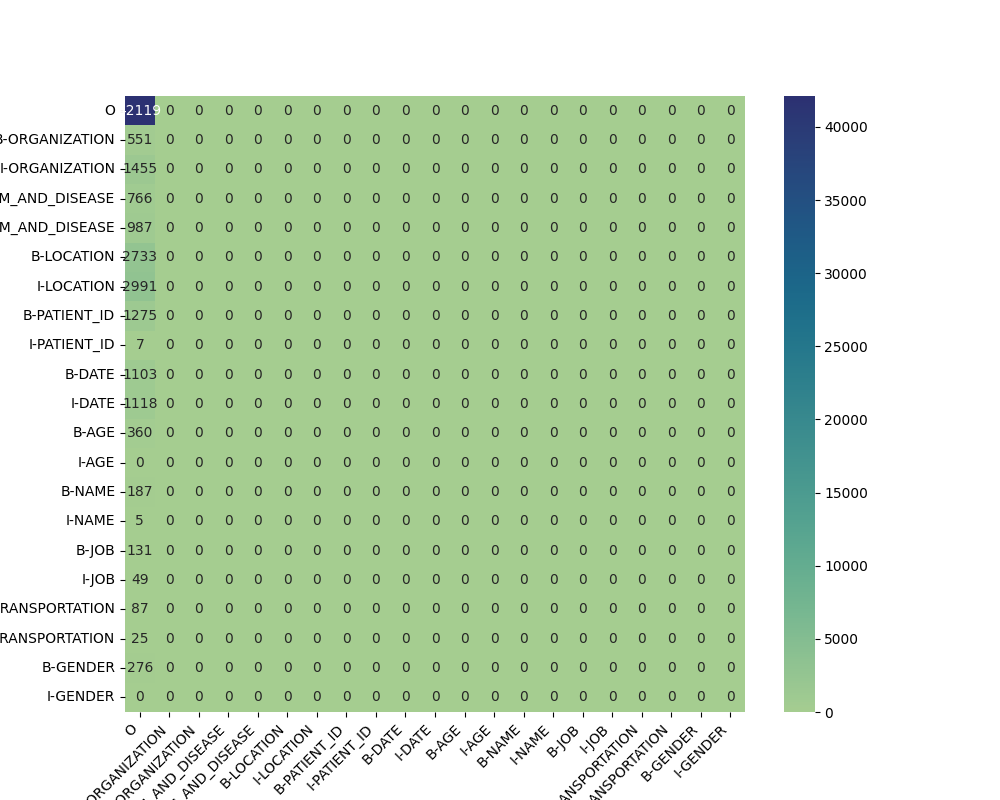 O 2119 0 0 0 0 0 0 0 0 0 0 0 0 0 0 0 0 0 0 0 0
B-ORGANIZATION 551 0 0 0 0 0 0 0 0 0 0 0 0 0 0 0 0 0 0 0 0
I-ORGANIZATION 1455 0 0 0 0 0 0 0 0 0 0 0 0 0 0 0 0 0 0 0 0
M_AND_DISEASE 766 0 0 0 0 0 0 0 0 0 0 0 0 0 0 0 0 0 0 0 0
M_AND_DISEASE 987 0 0 0 0 0 0 0 0 0 0 0 0 0 0 0 0 0 0 0 0
B-LOCATION 2733 0 0 0 0 0 0 0 0 0 0 0 0 0 0 0 0 0 0 0 0
I-LOCATION 2991 0 0 0 0 0 0 0 0 0 0 0 0 0 0 0 0 0 0 0 0
B-PATIENT_ID 1275 0 0 0 0 0 0 0 0 0 0 0 0 0 0 0 0 0 0 0 0
I-PATIENT_ID 7 0 0 0 0 0 0 0 0 0 0 0 0 0 0 0 0 0 0 0 0
B-DATE 1103 0 0 0 0 0 0 0 0 0 0 0 0 0 0 0 0 0 0 0 0
I-DATE 1118 0 0 0 0 0 0 0 0 0 0 0 0 0 0 0 0 0 0 0 0
B-AGE 360 0 0 0 0 0 0 0 0 0 0 0 0 0 0 0 0 0 0 0 0
I-AGE 0 0 0 0 0 0 0 0 0 0 0 0 0 0 0 0 0 0 0 0 0
B-NAME 187 0 0 0 0 0 0 0 0 0 0 0 0 0 0 0 0 0 0 0 0
I-NAME 5 0 0 0 0 0 0 0 0 0 0 0 0 0 0 0 0 0 0 0 0
B-JOB 131 0 0 0 0 0 0 0 0 0 0 0 0 0 0 0 0 0 0 0 0
I-JOB 49 0 0 0 0 0 0 0 0 0 0 0 0 0 0 0 0 0 0 0 0
RANSPORTATION 87 0 0 0 0 0 0 0 0 0 0 0 0 0 0 0 0 0 0 0 0
RANSPORTATION 25 0 0 0 0 0 0 0 0 0 0 0 0 0 0 0 0 0 0 0 0
B-GENDER 276 0 0 0 0 0 0 0 0 0 0 0 0 0 0 0 0 0 0 0 0
I-GENDER 0 0 0 0 0 0 0 0 0 0 0 0 0 0 0 0 0 0 0 0 0
O
ORGANIZATION
ORGANIZATION
_AND_DISEASE
_AND_DISEASE
B-LOCATION
I-LOCATION
B-PATIENT_ID
I-PATIENT_ID
B-DATE
I-DATE
B-AGE
I-AGE
B-NAME
I-NAME
B-JOB
I-JOB
ANSPORTATION
ANSPORTATION
B-GENDER
I-GENDER
40000
35000
30000
25000
20000
15000
10000
5000
0